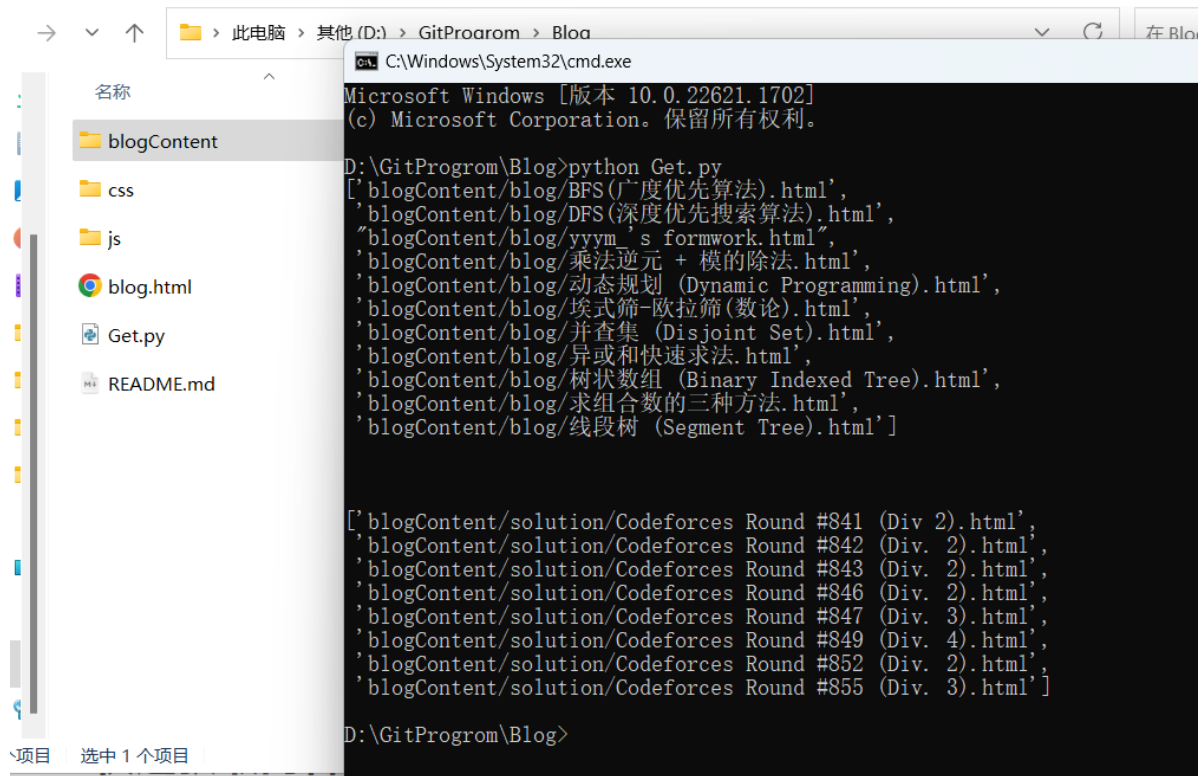 此电脑 > 其他 (D:) > GitProgrom > Blog
在 Blo
名称
blogContent
css
js
blog.html
Get.py
README.md
项目
选中 1 个项目
C:\Windows\System32\cmd.exe
Microsoft Windows [版本 10.0.22621.1702]
(c) Microsoft Corporation。保留所有权利。
D:\GitProgrom\Blog>python Get.py
['blogContent/blog/BFS(广度优先算法).html',
'blogContent/blog/DFS(深度优先搜索算法).html',
"blogContent/blog/yyym_'s formwork.html",
'blogContent/blog/乘法逆元 + 模的除法.html',
'blogContent/blog/动态规划 (Dynamic Programming).html',
'blogContent/blog/埃式筛-欧拉筛(数论).html',
'blogContent/blog/并查集 (Disjoint Set).html',
'blogContent/blog/异或和快速求法.html',
'blogContent/blog/树状数组 (Binary Indexed Tree).html',
'blogContent/blog/求组合数的三种方法.html',
'blogContent/blog/线段树 (Segment Tree).html']
['blogContent/solution/Codeforces Round #841 (Div 2).html',
'blogContent/solution/Codeforces Round #842 (Div. 2).html',
'blogContent/solution/Codeforces Round #843 (Div. 2).html',
'blogContent/solution/Codeforces Round #846 (Div. 2).html',
'blogContent/solution/Codeforces Round #847 (Div. 3).html',
'blogContent/solution/Codeforces Round #849 (Div. 4).html',
'blogContent/solution/Codeforces Round #852 (Div. 2).html',
'blogContent/solution/Codeforces Round #855 (Div. 3).html']
D:\GitProgrom\Blog>